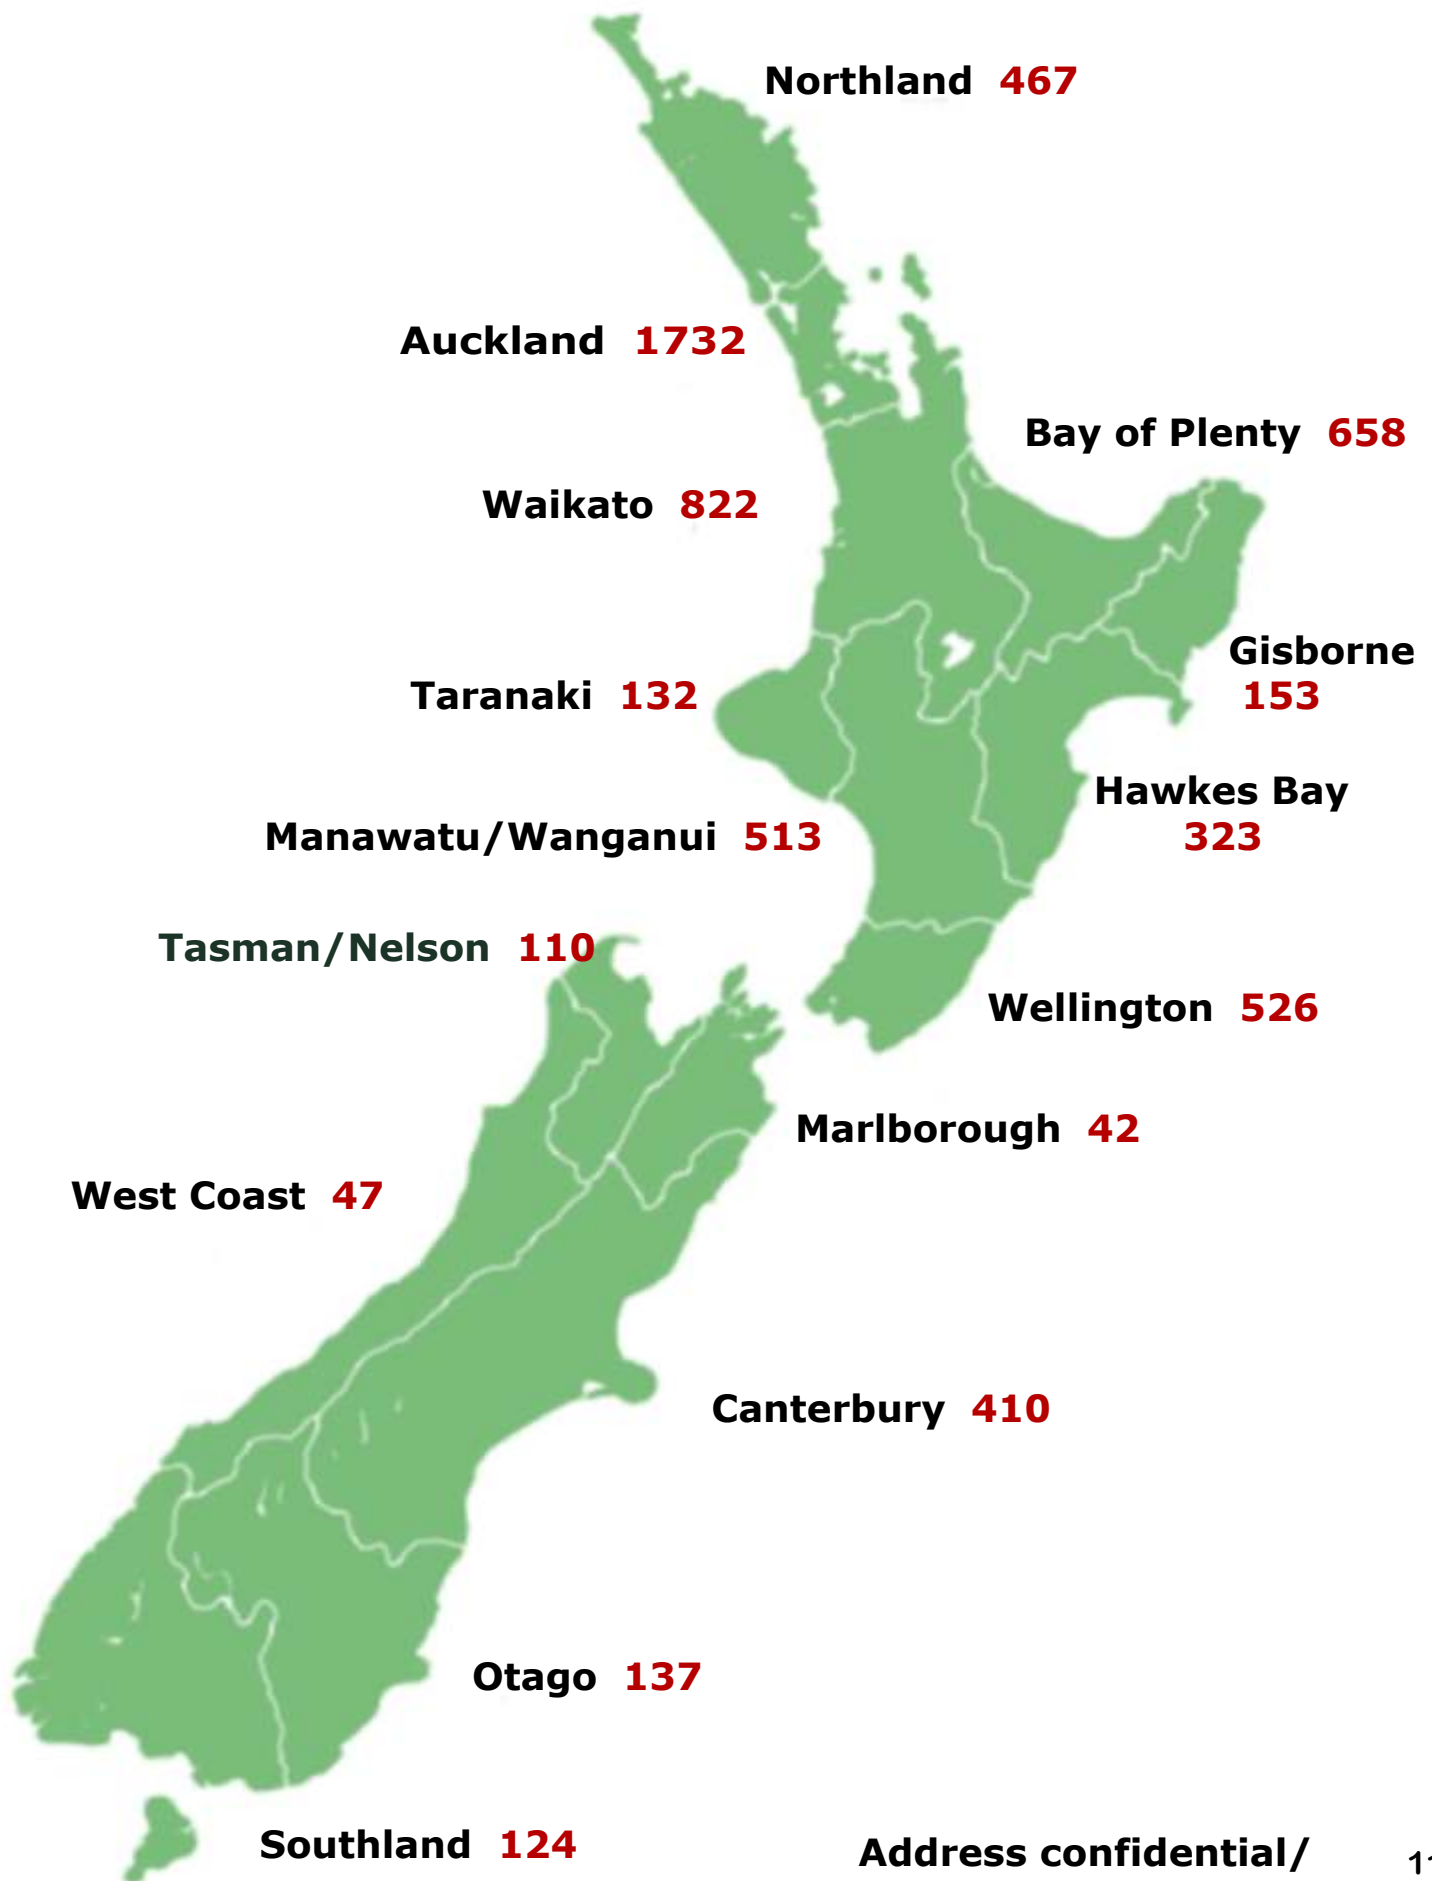 Northland 467
Auckland 1732
Bay of Plenty 658
Waikato 822
Gisborne
153
Taranaki 132
Hawkes Bay
323
Manawatu/Wanganui 513
Tasman/Nelson 110
Wellington 526
Marlborough 42
West Coast 47
Canterbury 410
Otago 137
Southland 124
Address confidential/